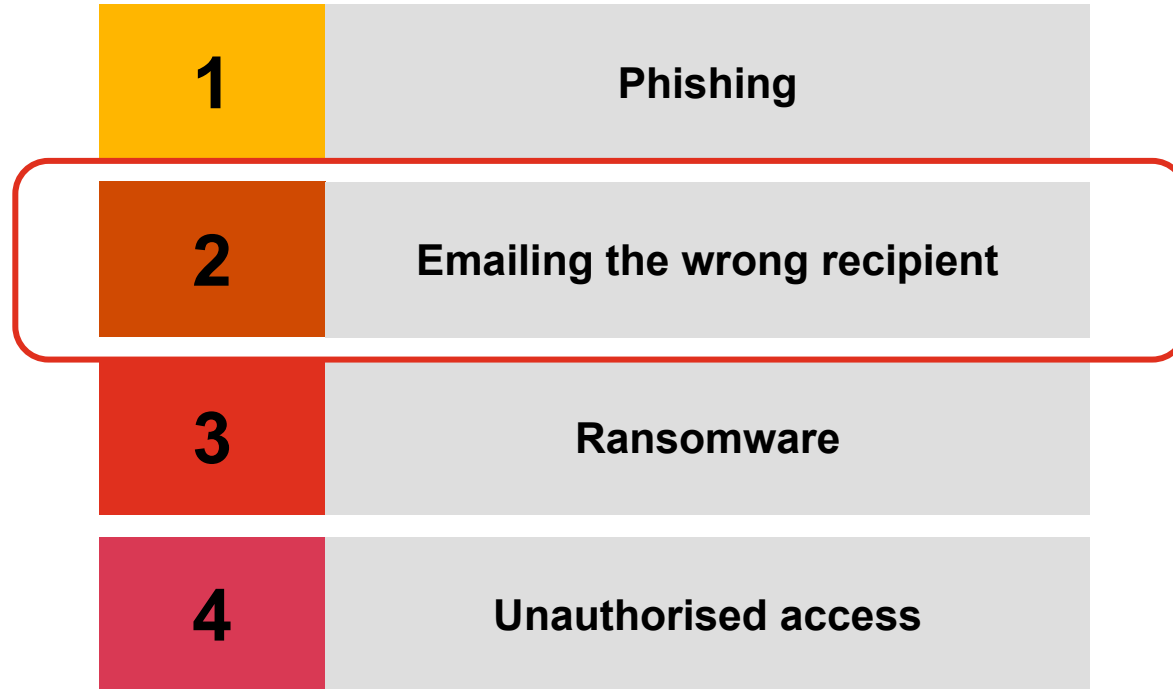 1 Phishing
2 Emailing the wrong recipient
3 Ransomware
4 Unauthorised access